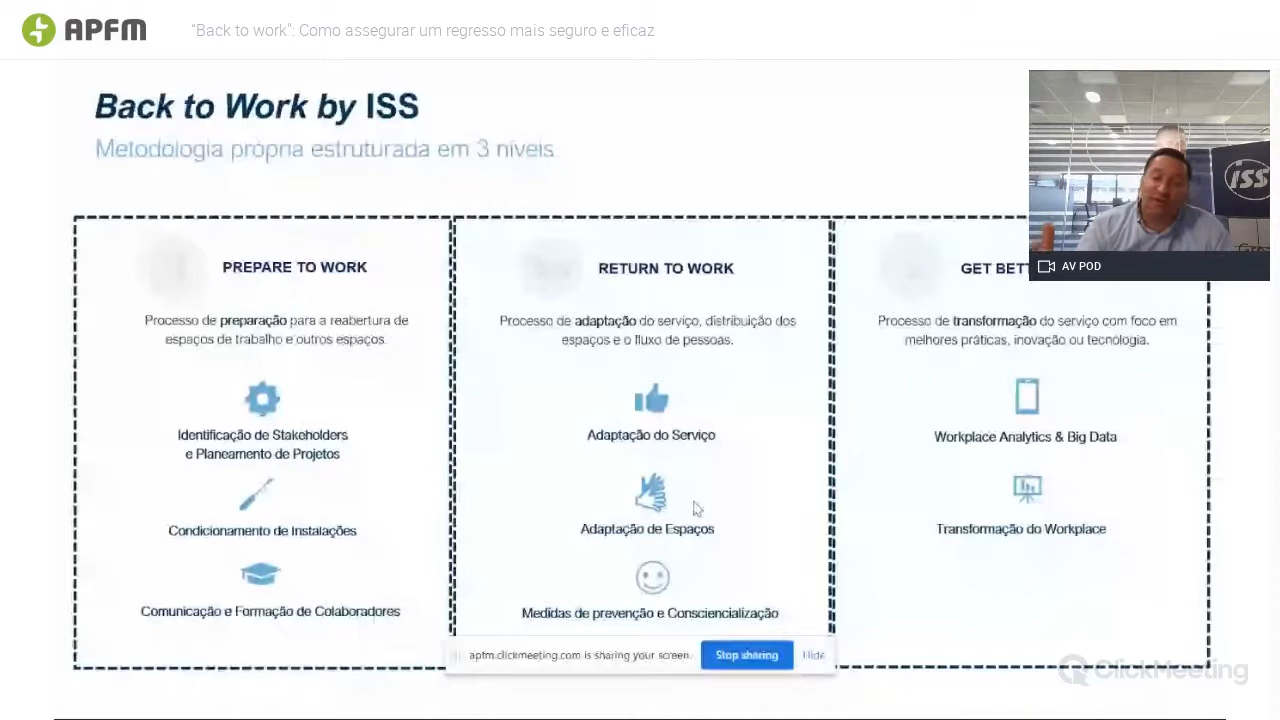 APFM
"Back to work": Como assegurar um regresso mais seguro e eficaz
Back to Work by ISS
Metodologia própria estruturada em 3 níveis
ISS
AV POD
PREPARE TO WORK
Processo de preparação para a reabertura de
espaços de trabalho e outros espaços.
Identificação de Stakeholders
e Planeamento de Projetos
Condicionamento de Instalações
Comunicação e Formação de Colaboradores
RETURN TO WORK
Processo de adaptação do serviço, distribuição dos
espaços e o fluxo de pessoas.
Adaptação do Serviço
Adaptação de Espaços
Medidas de prevenção e Consciencialização
GET
Processo de transformação do serviço com foco em
melhores práticas, inovação ou tecnologia.
Workplace Analytics & Big Data
Transformação do Workplace
apfm.clickmeeting.com is sharing your screen.
Stop sharing
Hide
ClickMeeting